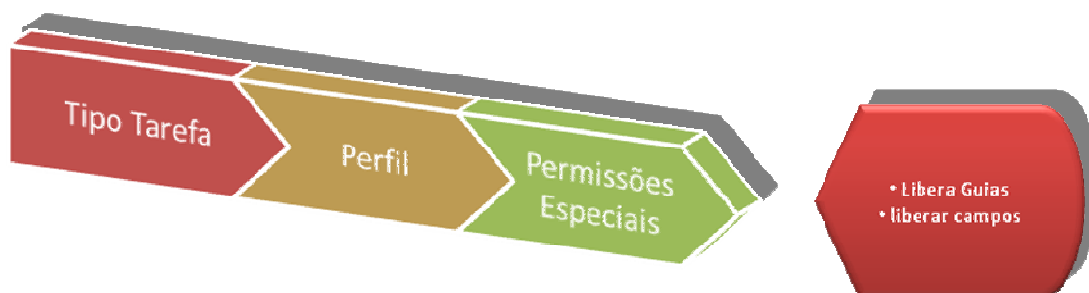 Tipo Tarefa
Perfil
Permissões
Especiais
• Libera Guias
• liberar campos